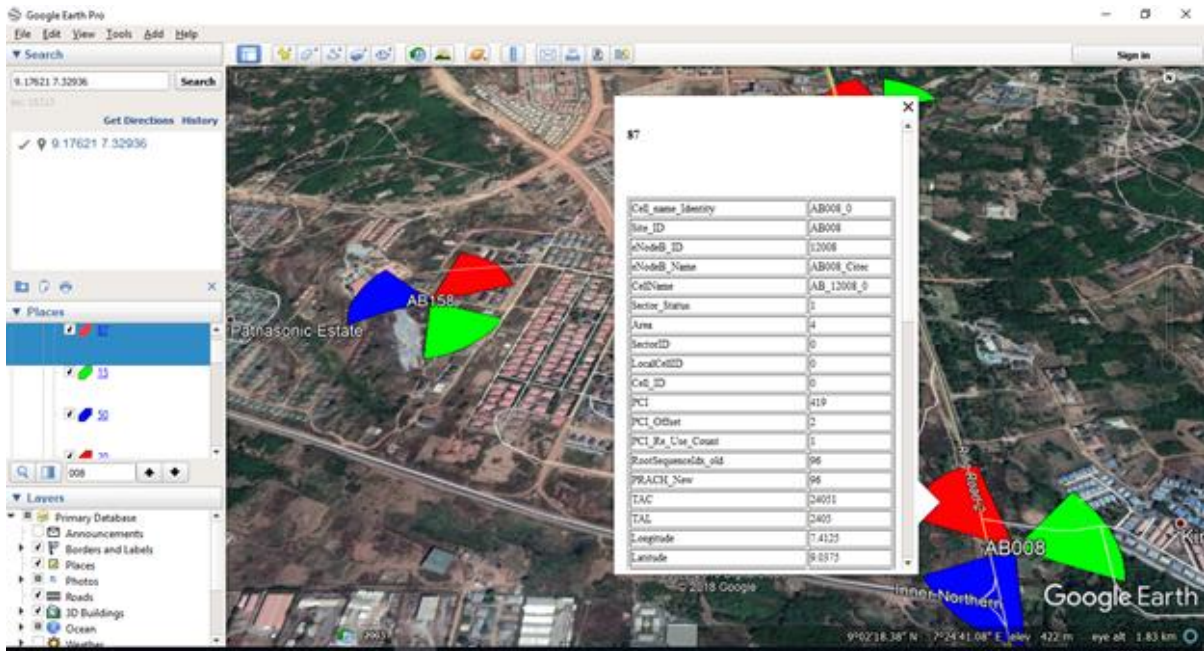 Google Earth Pro
File Edit View Tools Add Help
▼ Search
9.17621 7.32936
Search
Get Directions History
9.17621 7.32936
▼ Places
87
15
50
20
008
▼ Layers
Primary Database
Announcements
Borders and Labels
Places
Photos
Roads
3D Buildings
Ocean
Weather
Sign in
N
87
Cell_name_Identity AB008_0
Site_ID AB008
eNodeB_ID 12008
eNodeB_Name AB008_Citec
CellName AB_12008_0
Sector_Status 1
Area 4
SectorID 0
LocalCellID 0
Cell_ID 0
PCI 419
PCI_Offset 2
PCI_Re_Use_Count 1
RootSequenceIdx_old 96
PRACH_New 96
TAC 24051
TAL 2405
Longitude 7.4125
Latitude 9.0375
AB158
Patnasonic Estate
Road-2
AB008
Inner Northern
© 2018 Google
Google Earth
9°02'18.38" N 7°24'41.08" E elev 422 m eye alt 1.83 km